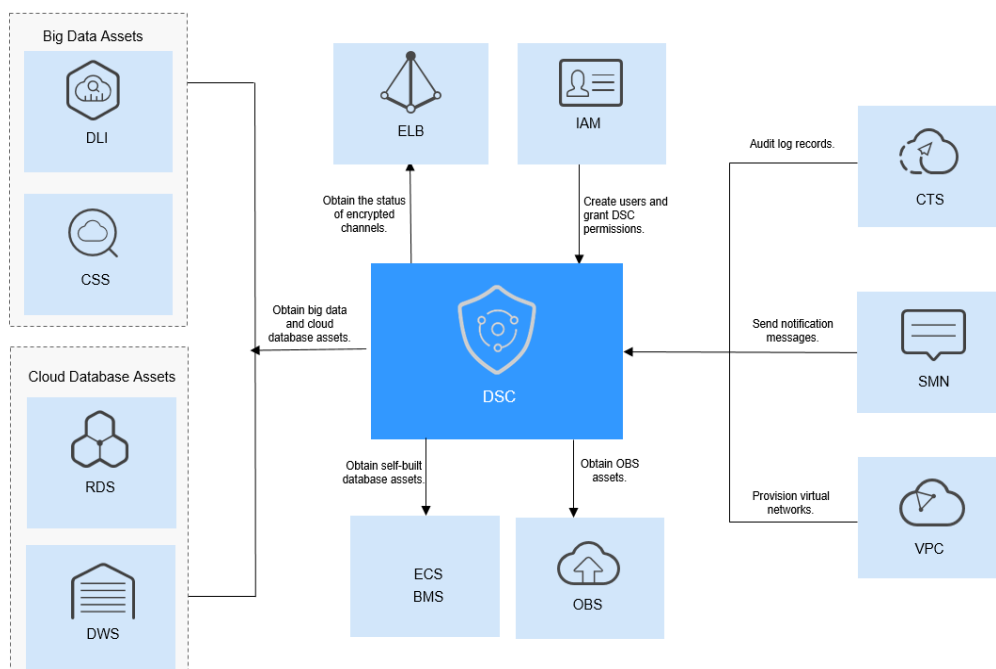 Big Data Assets
DLI
CSS
Cloud Database Assets
RDS
DWS
Obtain big data
and cloud
database assets.
ELB
Obtain the status
of encrypted
channels.
IAM
Create users and
grant DSC
permissions.
DSC
Obtain self-built
database assets.
ECS
BMS
Obtain OBS
assets.
OBS
Audit log records.
CTS
Send notification
messages.
SMN
Provision virtual
networks.
VPC